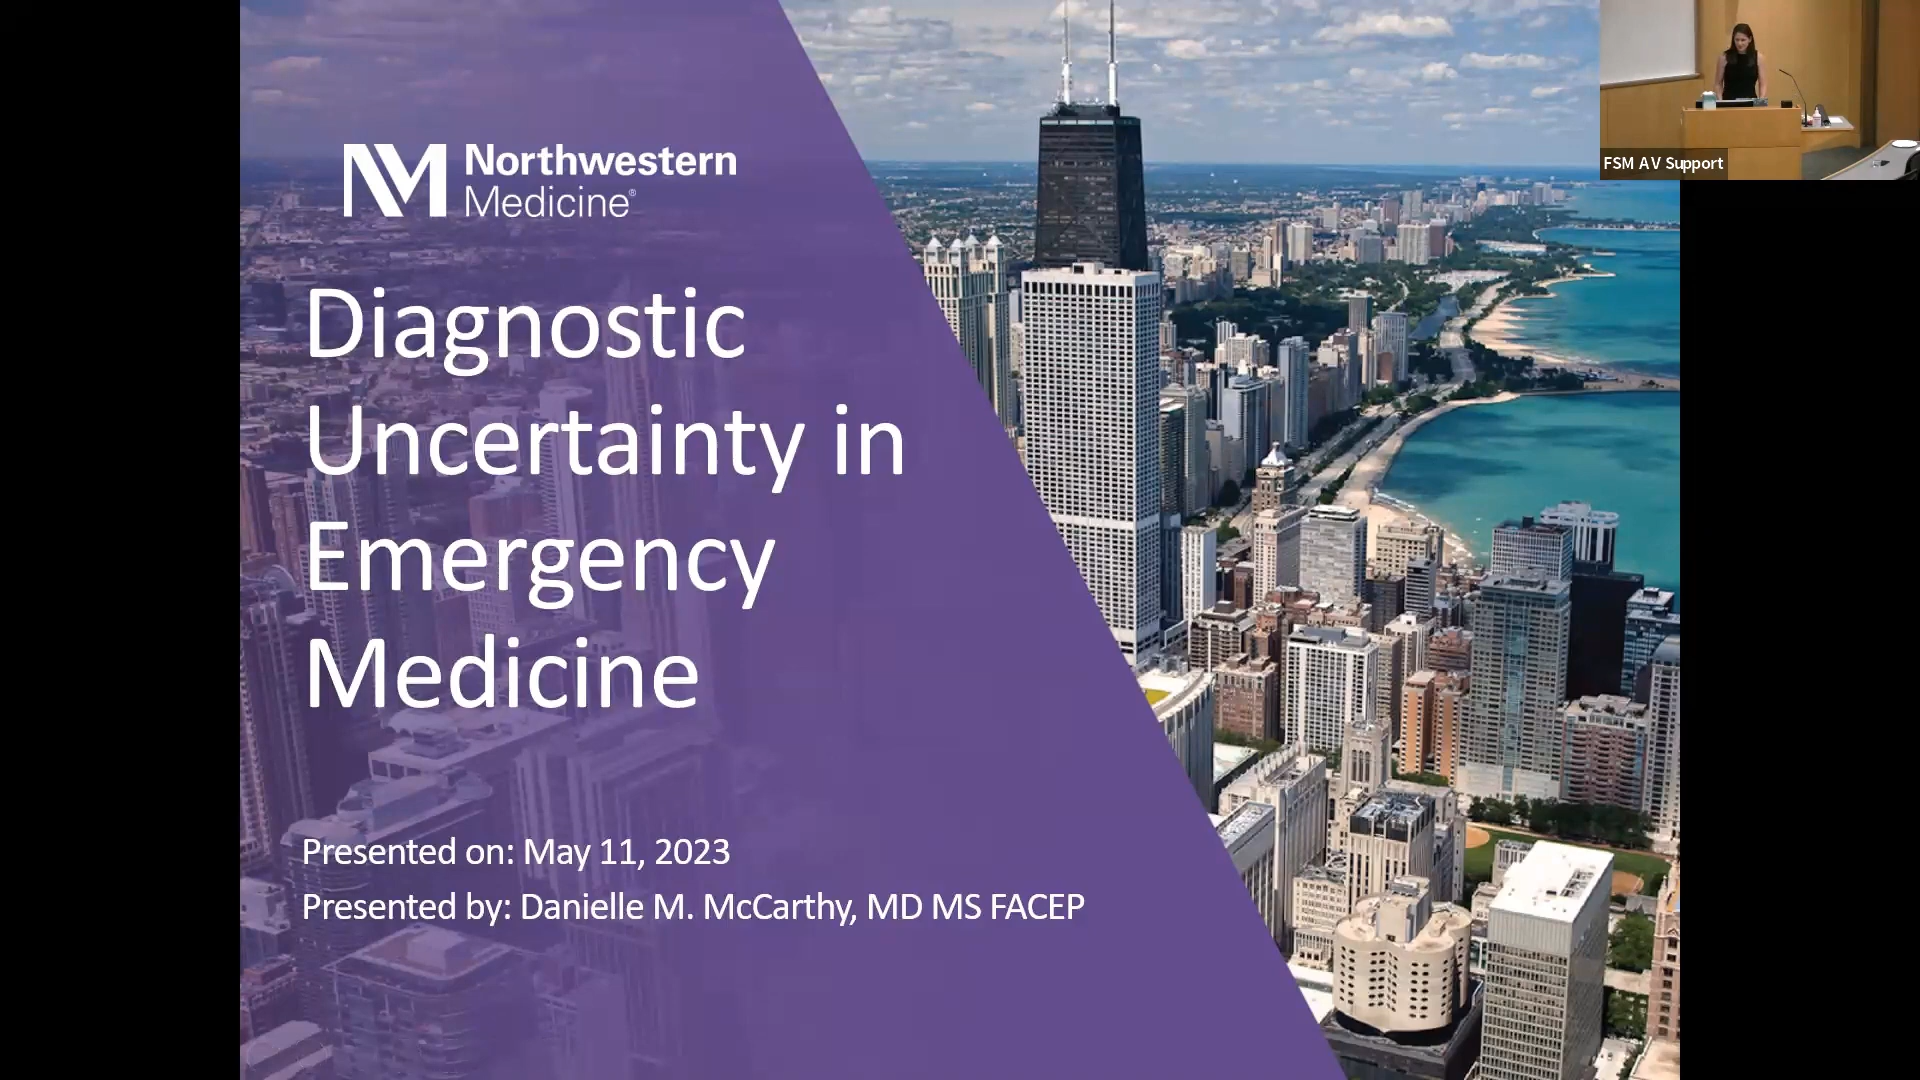 Northwestern
Medicine®
Diagnostic
Uncertainty in
Emergency
Medicine
Presented on: May 11, 2023
Presented by: Danielle M. McCarthy, MD MS FACEP
FSM AV Support